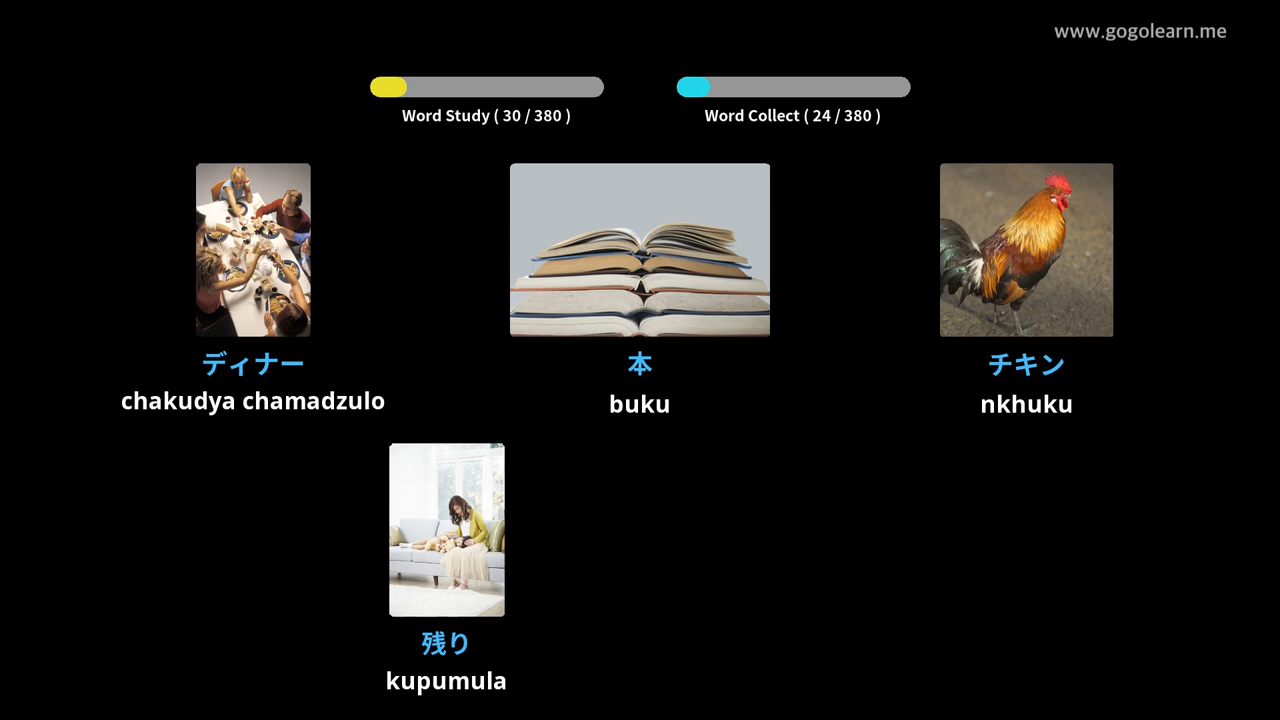 www.gogolearn.me
Word Study ( 30 / 380 )
Word Collect ( 24 / 380 )
ディナー
chakudya chamadzulo
本
buku
チキン
nkhuku
残り
kupumula